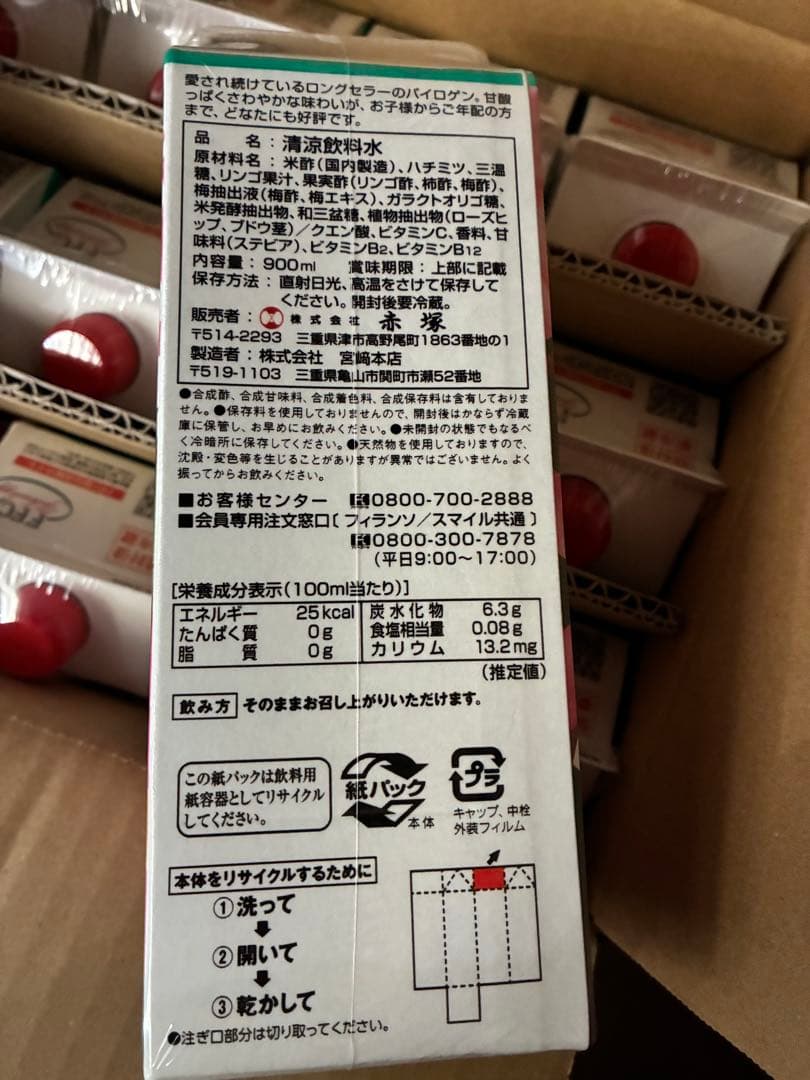 愛され続けているロングセラーのパイロゲン。甘酸
っぱくさわやかな味わいが、お子様からご年配の方
まで、どなたにも好評です。
品名：清涼飲料水
原材料名：米酢（国内製造）、ハチミツ、三温
糖、リンゴ果汁、果実酢（リンゴ酢、柿酢、梅酢）、
梅抽出液（梅酢、梅エキス）、ガラクトオリゴ糖、
米発酵抽出物、和三盆糖、植物抽出物（ローズヒ
ップ、ブドウ茎）／クエン酸、ビタミンC、香料、甘
味料（ステビア）、ビタミンB2、ビタミンB12
内容量：900ml 賞味期限：上部に記載
保存方法：直射日光、高温をさけて保存して
ください。開封後要冷蔵。
販売者：株式会社 赤塚
〒514-2293 三重県津市高野尾町1863番地の1
製造者：株式会社 宮﨑本店
〒519-1103 三重県亀山市関町市瀬52番地
●合成酢、合成甘味料、合成着色料、合成保存料は含有しておりま
せん。●保存料を使用しておりませんので、開封後はかならず冷蔵
庫に保管し、お早めにお飲みください。●未開封の状態でもなるべ
く冷暗所に保存してください。●天然物を使用しておりますので、
沈殿・変色等を生じることがありますが異常ではございません。よく
振ってからお飲みください。
■お客様センター 0800-700-2888
■会員専用注文窓口〔フィランソ／スマイル共通〕
0800-300-7878
（平日9:00〜17:00）
［栄養成分表示（100ml当たり）］
エネルギー 25kcal 炭水化物 6.3g
たんぱく質 0g 食塩相当量 0.08g
脂質 0g カリウム 13.2mg
（推定値）
飲み方 そのままお召し上がりいただけます。
この紙パックは飲料用
紙容器としてリサイクル
してください。
紙パック
本体
プラ
キャップ、中栓
外装フィルム
本体をリサイクルするために
①洗って
②開いて
③乾かして
●注ぎ口部分は切り取ってください。